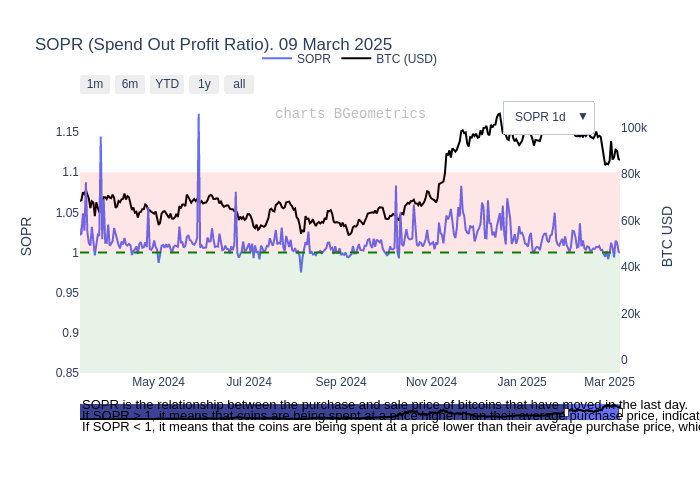 SOPR (Spend Out Profit Ratio). 09 March 2025
SOPR BTC (USD)
1m 6m YTD 1y all
charts BGeometrics
SOPR 1d ▼
1.15
1.1
1.05
1
0.95
0.9
0.85
SOPR
100k
80k
60k
40k
20k
0
BTC USD
May 2024 Jul 2024 Sep 2024 Nov 2024 Jan 2025 Mar 2025
SOPR is the relationship between the purchase and sale price of bitcoins that have moved in the last day.
If SOPR > 1, it means that coins are being spent at a price higher than their average purchase price, indicat
If SOPR < 1, it means that the coins are being spent at a price lower than their average purchase price, whic